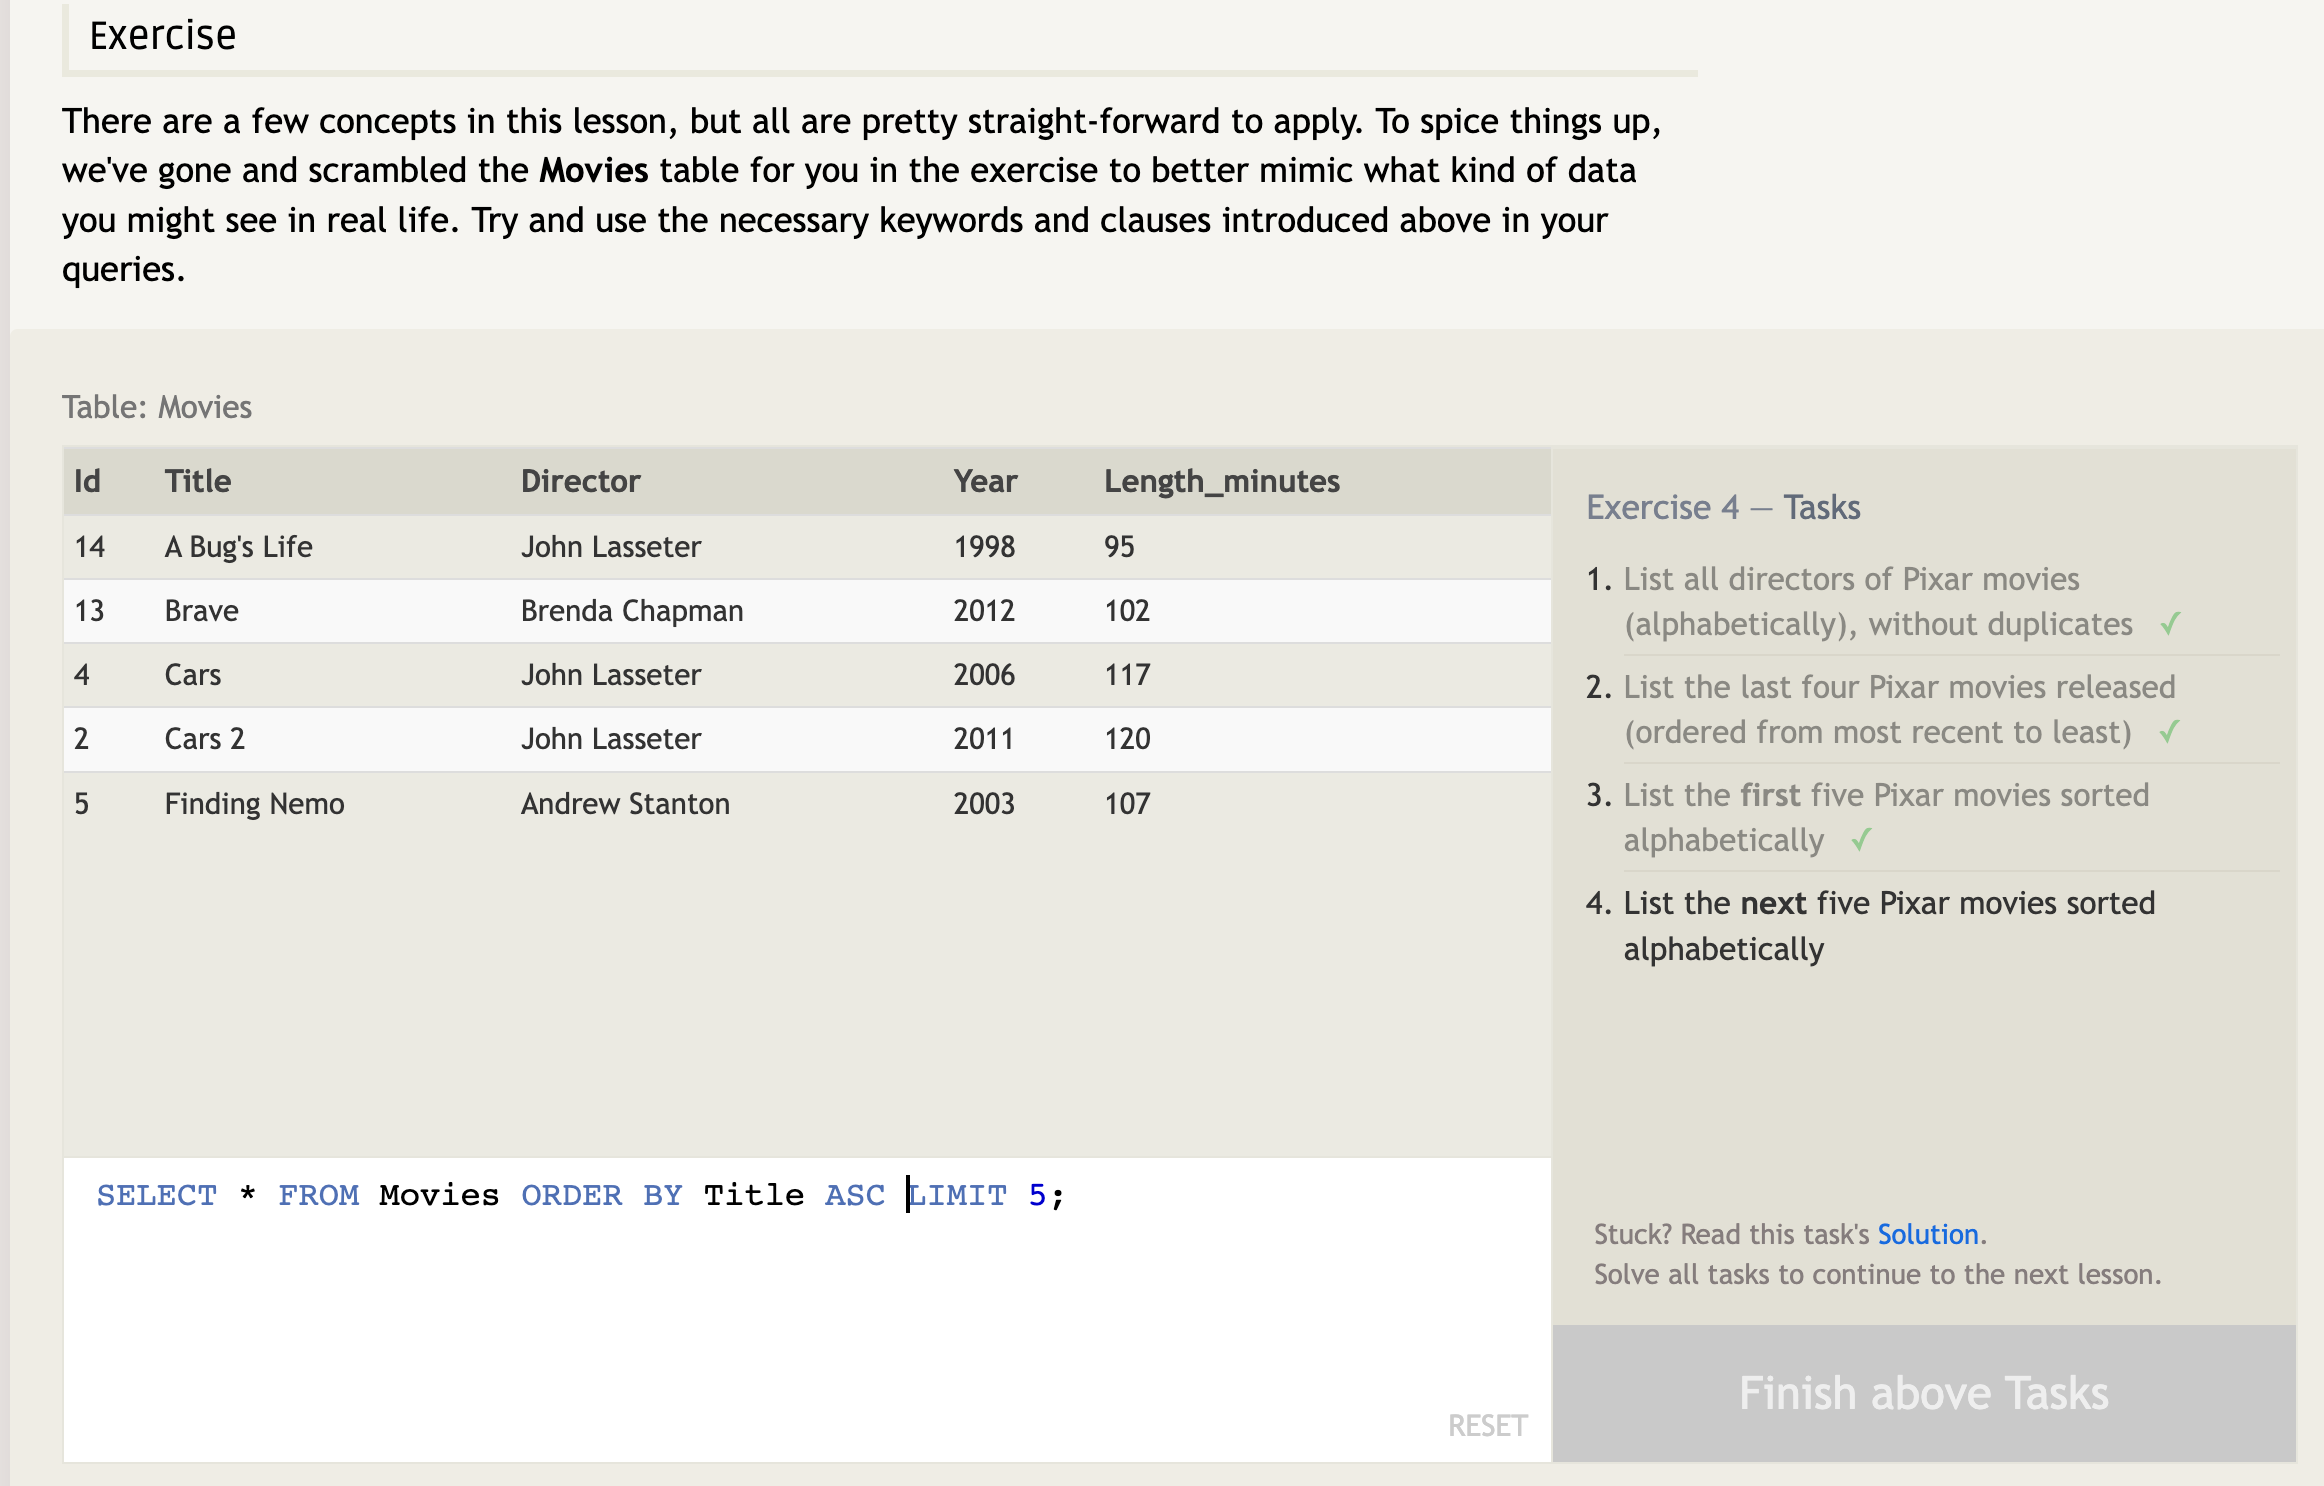 Exercise
There are a few concepts in this lesson, but all are pretty straight-forward to apply. To spice things up,
we've gone and scrambled the Movies table for you in the exercise to better mimic what kind of data
you might see in real life. Try and use the necessary keywords and clauses introduced above in your
queries.
Table: Movies
Id Title Director Year Length_minutes
14 A Bug's Life John Lasseter 1998 95
13 Brave Brenda Chapman 2012 102
4 Cars John Lasseter 2006 117
2 Cars 2 John Lasseter 2011 120
5 Finding Nemo Andrew Stanton 2003 107
SELECT * FROM Movies ORDER BY Title ASC LIMIT 5;
RESET
Exercise 4 — Tasks
1. List all directors of Pixar movies
(alphabetically), without duplicates ✓
2. List the last four Pixar movies released
(ordered from most recent to least) ✓
3. List the first five Pixar movies sorted
alphabetically ✓
4. List the next five Pixar movies sorted
alphabetically
Stuck? Read this task's Solution.
Solve all tasks to continue to the next lesson.
Finish above Tasks